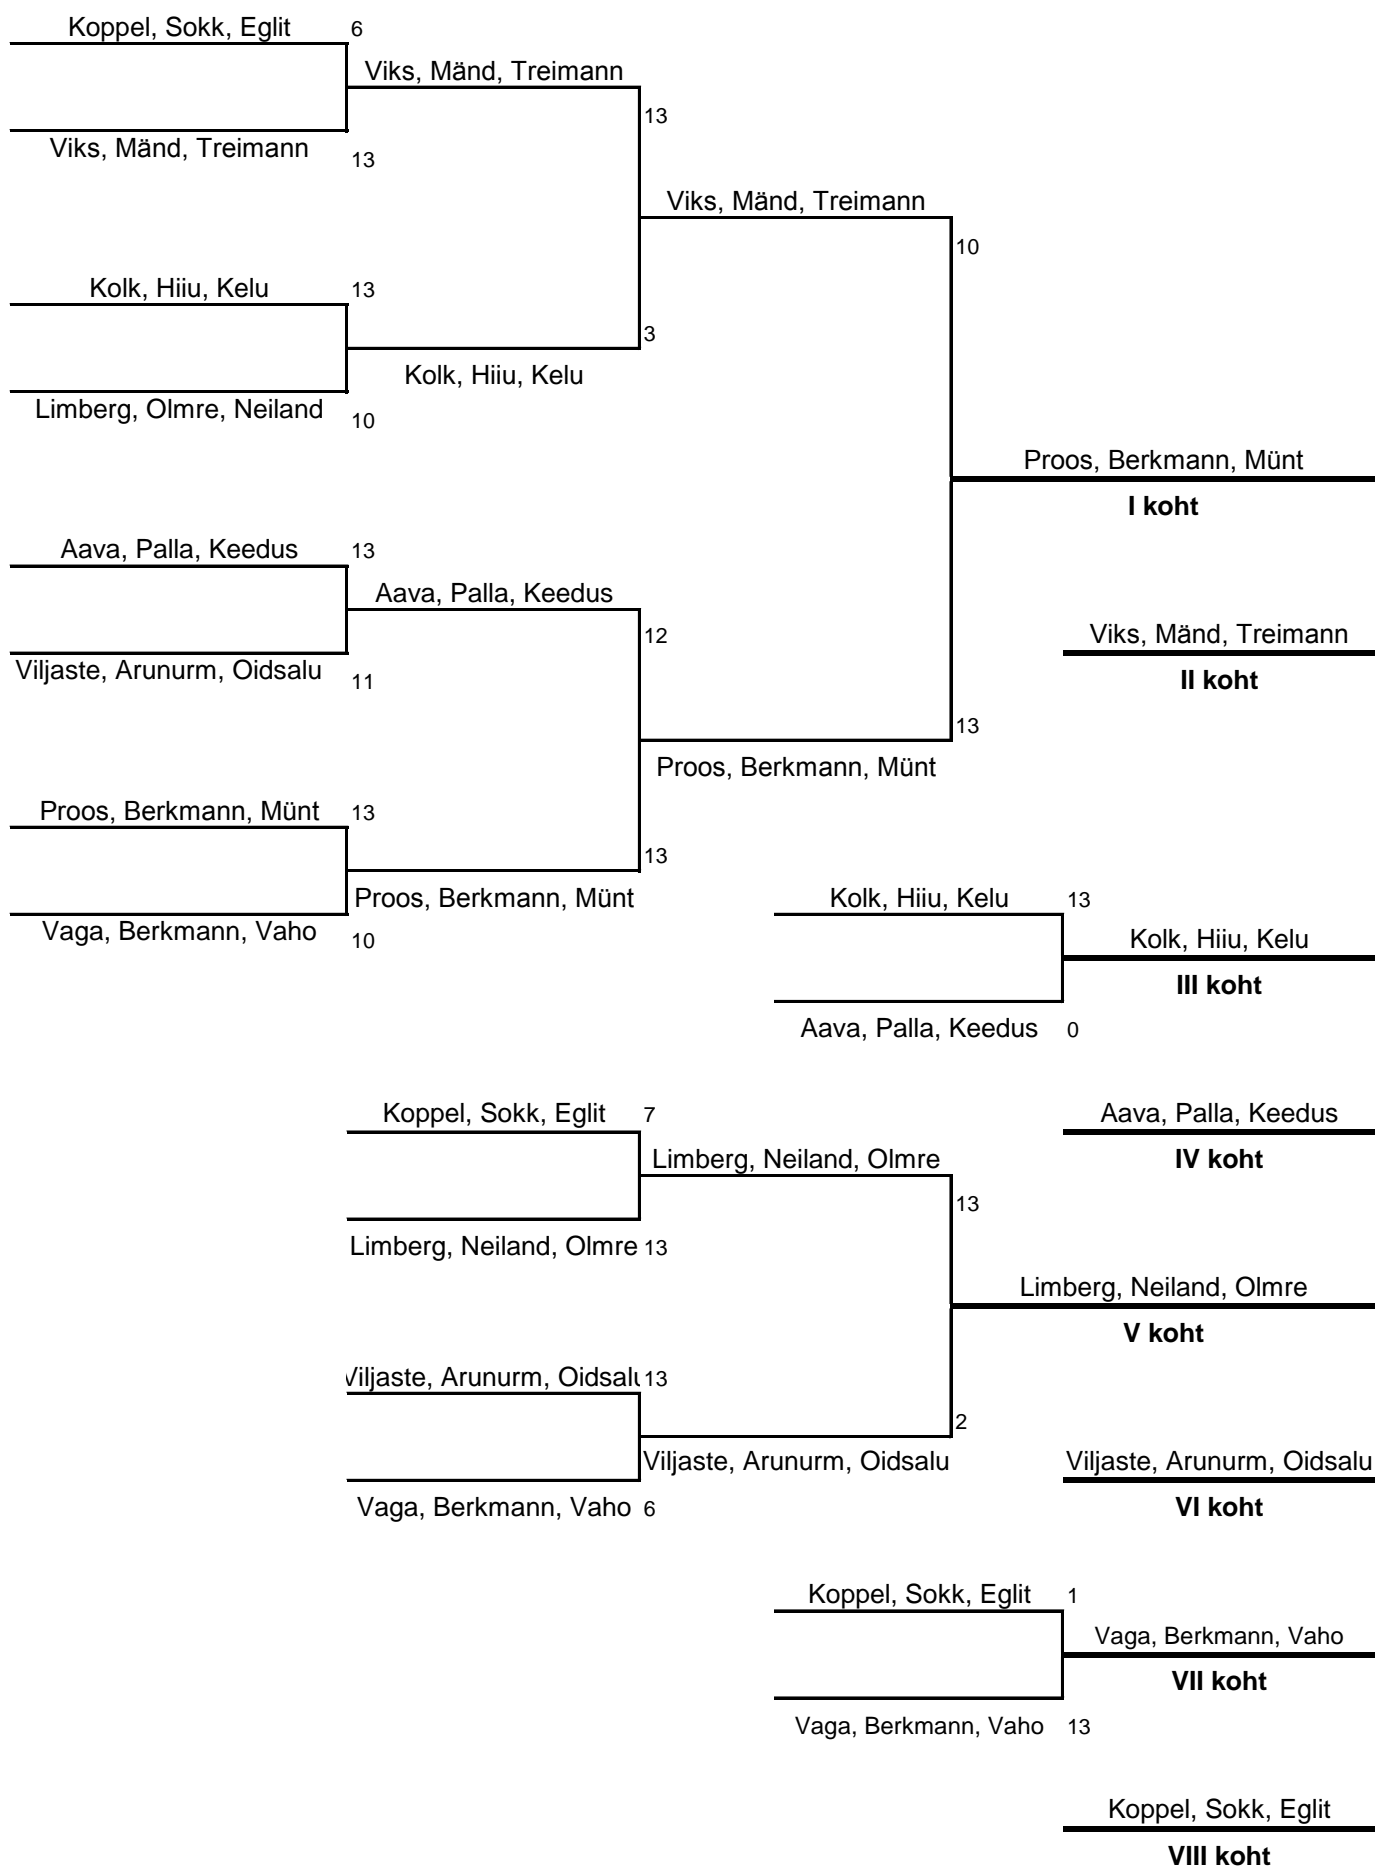 Koppel, Sokk, Eglit 6
Viks, Mänd, Treimann
13
Viks, Mänd, Treimann 13
Viks, Mänd, Treimann
10
Kolk, Hiiu, Kelu 13
3
Kolk, Hiiu, Kelu
Limberg, Olmre, Neiland 10
Proos, Berkmann, Münt
I koht
Aava, Palla, Keedus 13
Aava, Palla, Keedus
12
Viks, Mänd, Treimann
Viljaste, Arunurm, Oidsalu 11
II koht
13
Proos, Berkmann, Münt
Proos, Berkmann, Münt 13
13
Proos, Berkmann, Münt
Kolk, Hiiu, Kelu 13
Vaga, Berkmann, Vaho 10
Kolk, Hiiu, Kelu
III koht
Aava, Palla, Keedus 0
Koppel, Sokk, Eglit 7
Aava, Palla, Keedus
Limberg, Neiland, Olmre
IV koht
13
Limberg, Neiland, Olmre 13
Limberg, Neiland, Olmre
V koht
Viljaste, Arunurm, Oidsalu 13
2
Viljaste, Arunurm, Oidsalu
Viljaste, Arunurm, Oidsalu
Vaga, Berkmann, Vaho 6
VI koht
Koppel, Sokk, Eglit 1
Vaga, Berkmann, Vaho
VII koht
Vaga, Berkmann, Vaho 13
Koppel, Sokk, Eglit
VIII koht